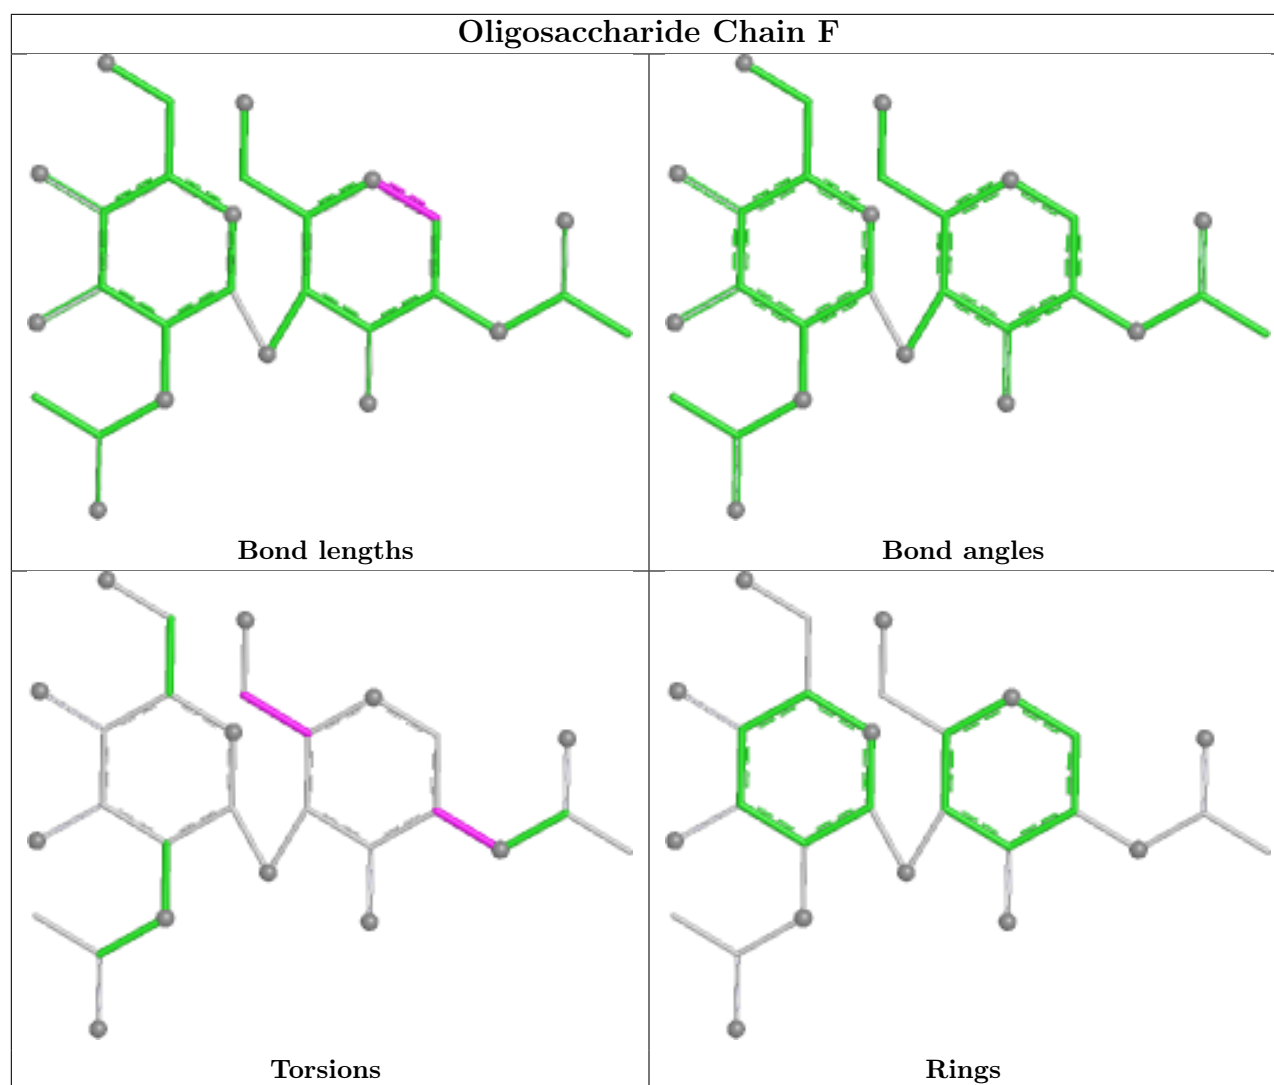 Oligosaccharide Chain F
Bond lengths
Bond angles
Torsions
Rings